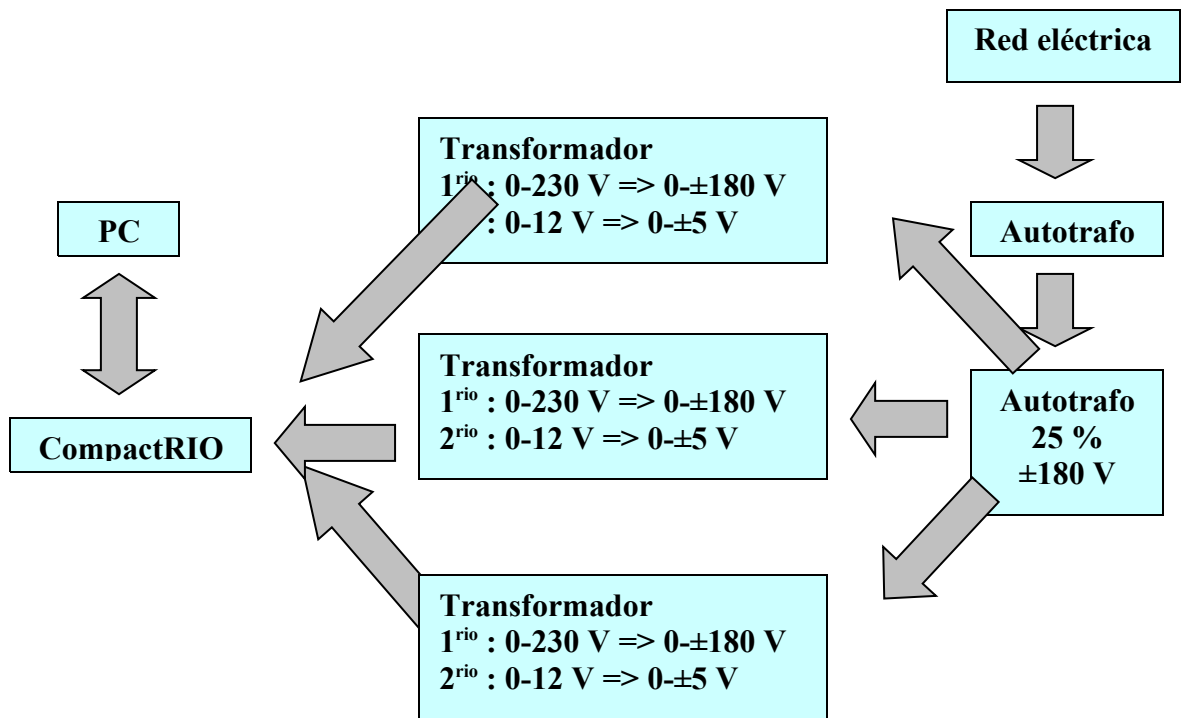 Red eléctrica
Transformador
1rio : 0-230 V => 0-±180 V
: 0-12 V => 0-±5 V
PC
Autotrafo
Transformador
1rio : 0-230 V => 0-±180 V
2rio : 0-12 V => 0-±5 V
Autotrafo
25 %
±180 V
CompactRIO
Transformador
1rio : 0-230 V => 0-±180 V
2rio : 0-12 V => 0-±5 V